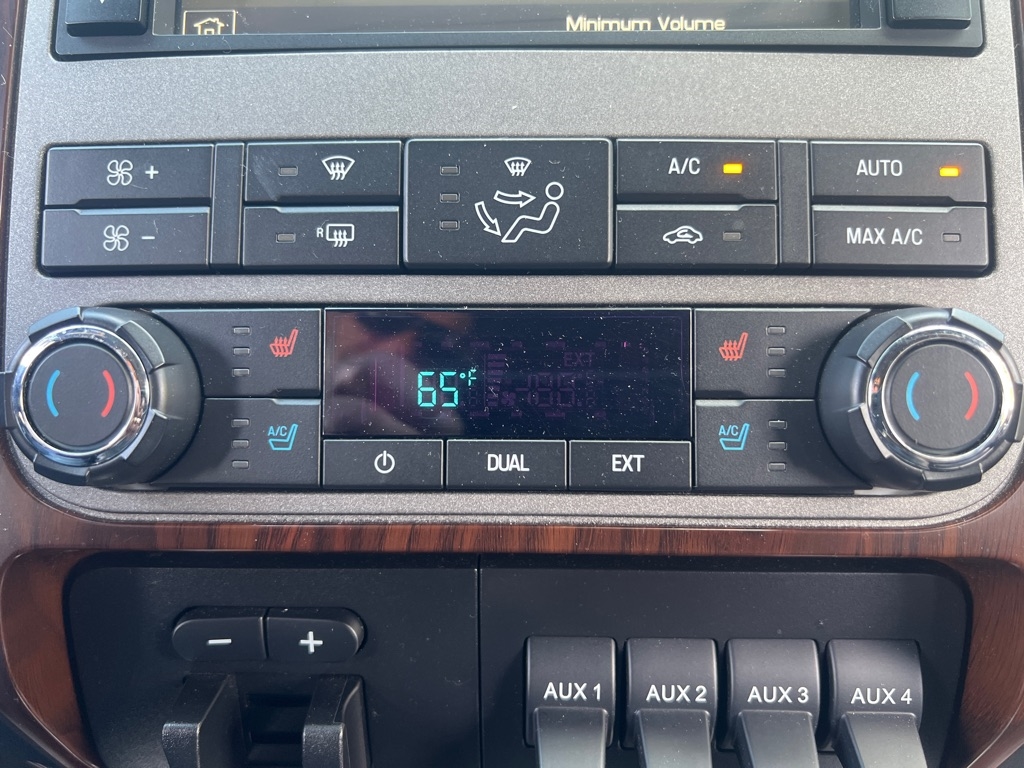 Minimum Volume
+ A/C AUTO
- R MAX A/C
65°F EXT
A/C A/C
DUAL EXT
- +
AUX 1 AUX 2 AUX 3 AUX 4